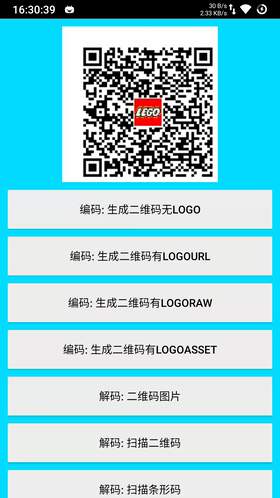 16:30:39
30 B/s
2.33 KB/s
LEGO
编码: 生成二维码无LOGO
编码: 生成二维码有LOGOURL
编码: 生成二维码有LOGORAW
编码: 生成二维码有LOGOASSET
解码: 二维码图片
解码: 扫描二维码
解码: 扫描条形码